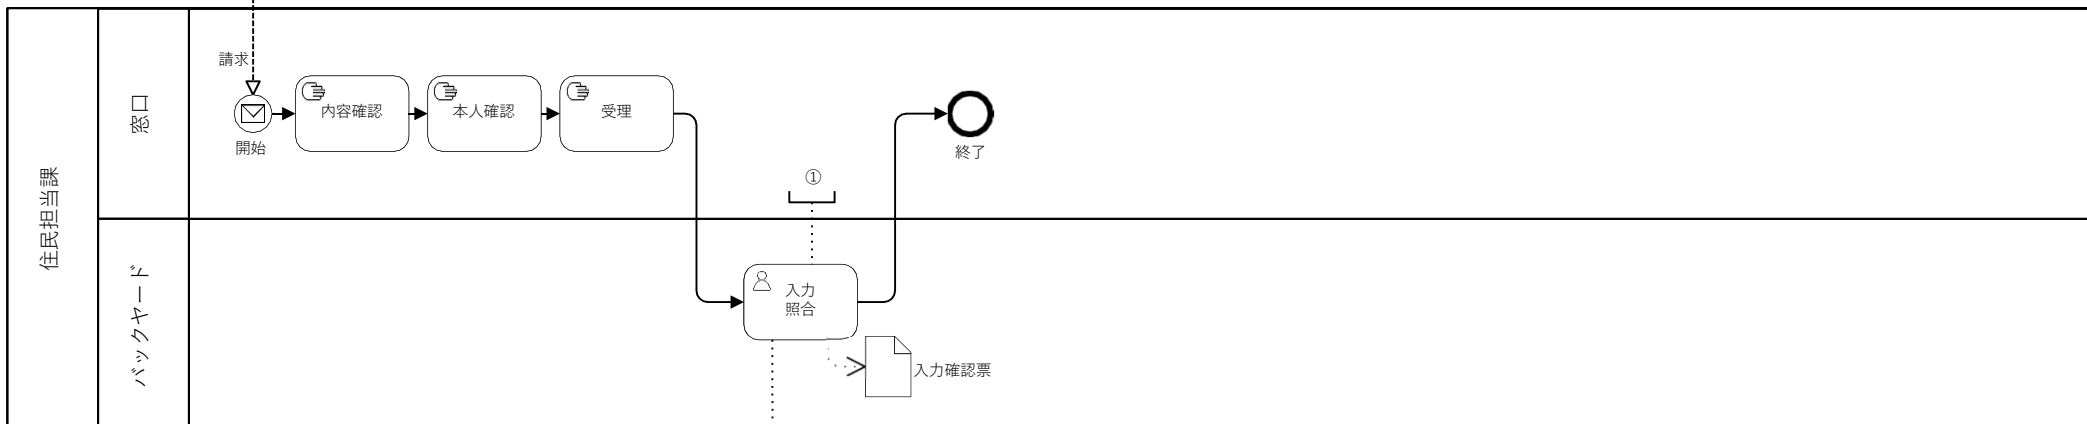 住民担当課
窓口
請求
開始
内容確認
本人確認
受理
終了
①
バックヤード
入力
照合
入力確認票